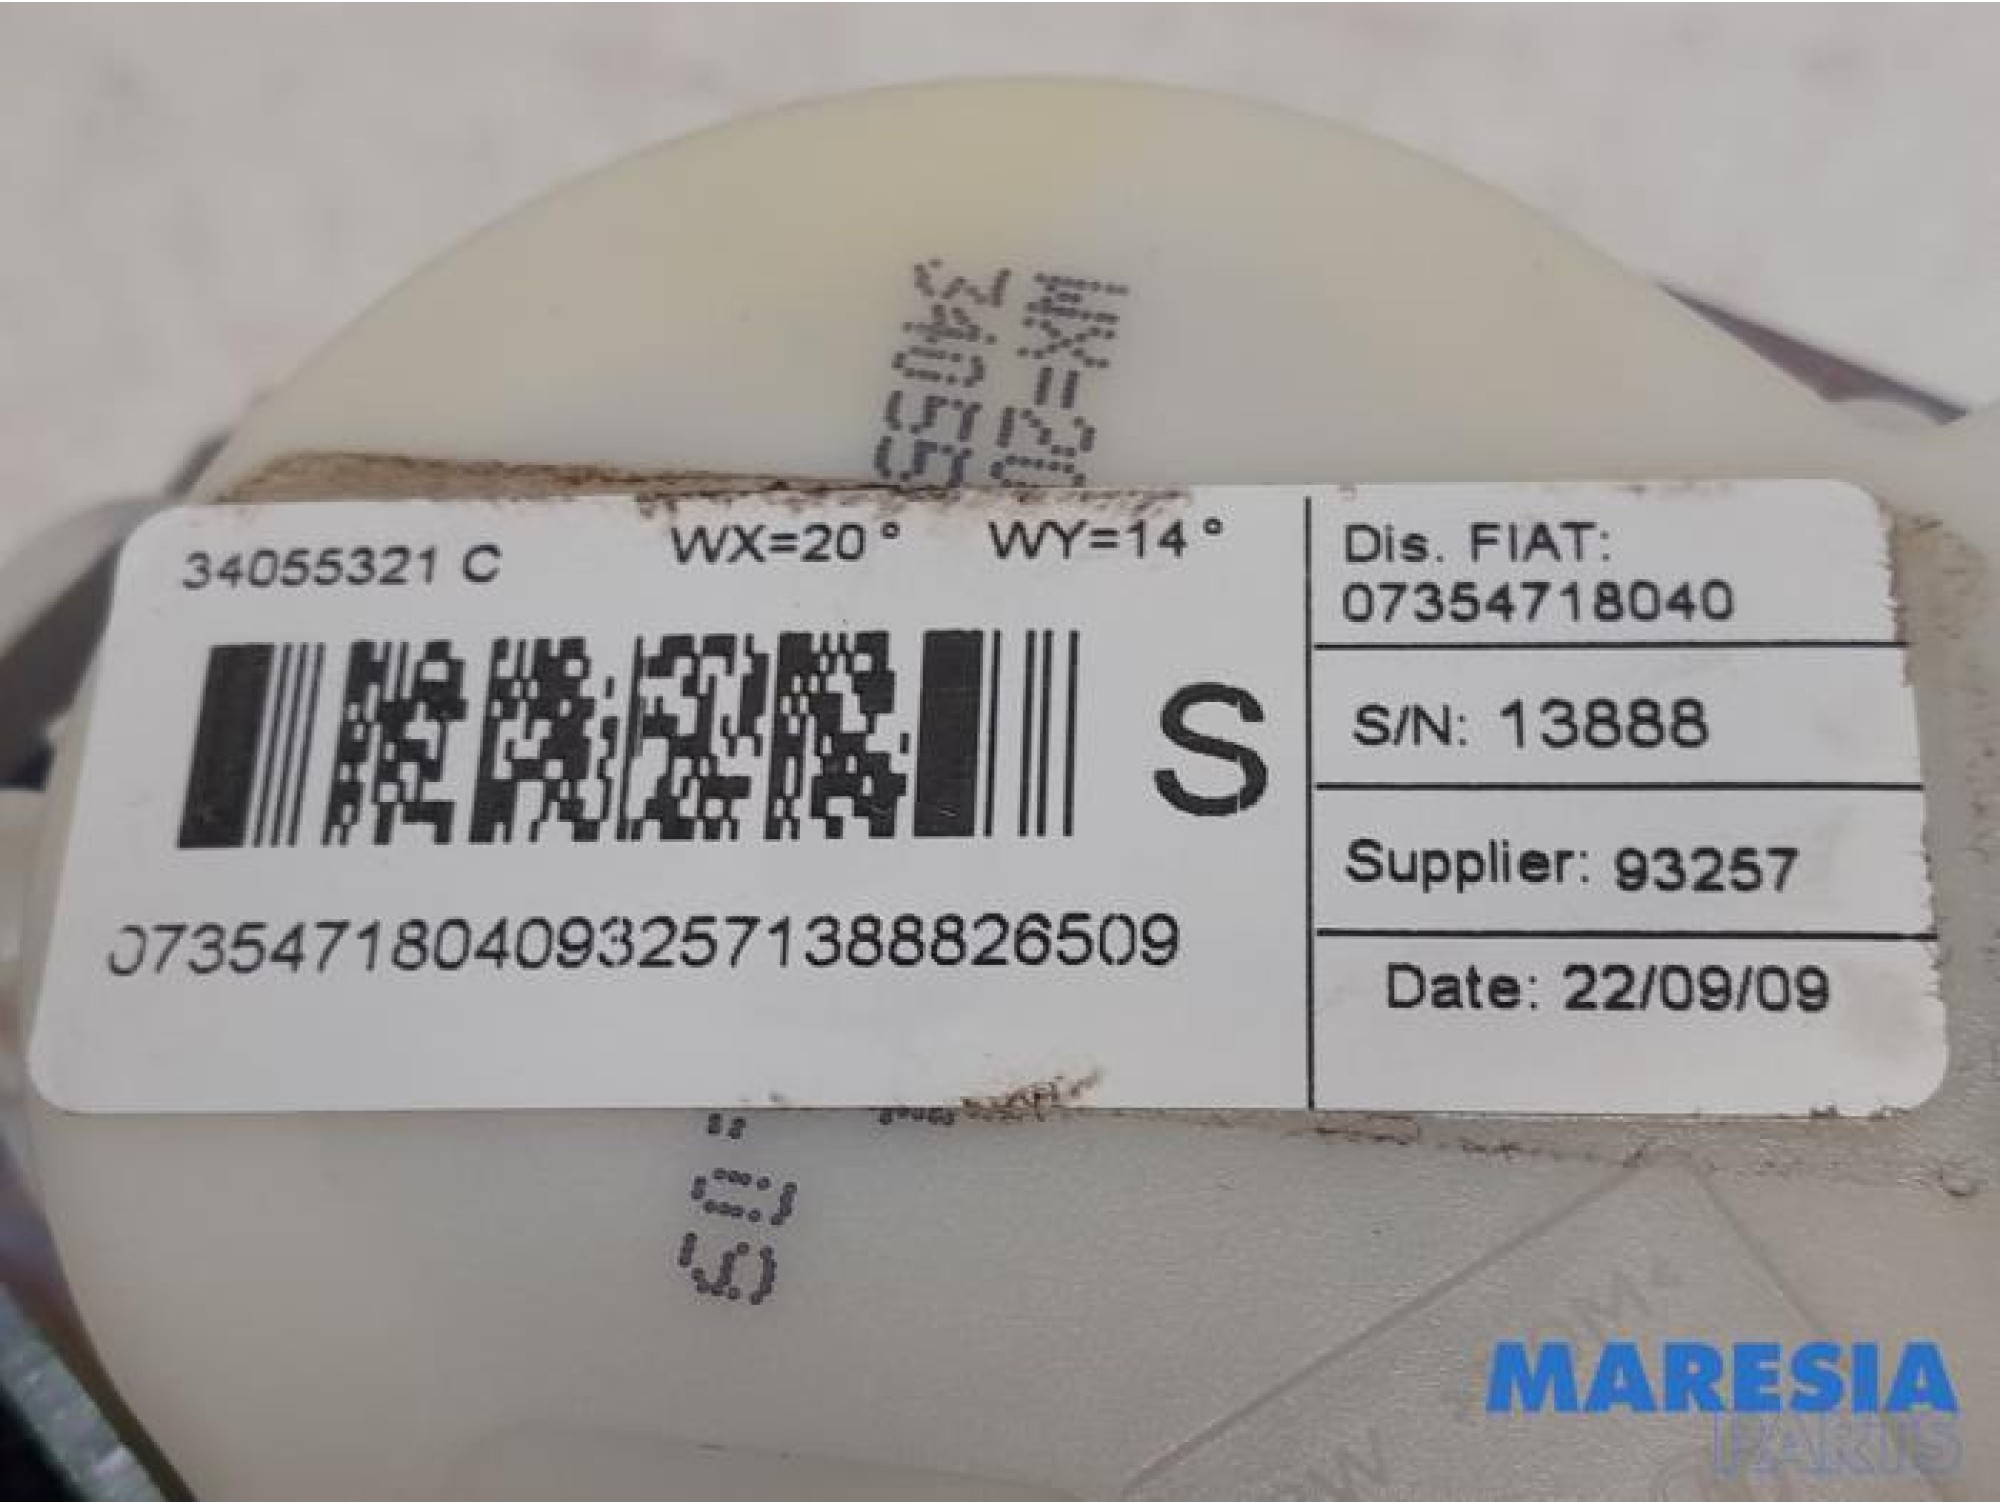 34055321 C
WX=20° WY=14°
S
07354718040932571388826509
Dis. FIAT:
07354718040
S/N: 13888
Supplier: 93257
Date: 22/09/09
MARESIA
PARTS